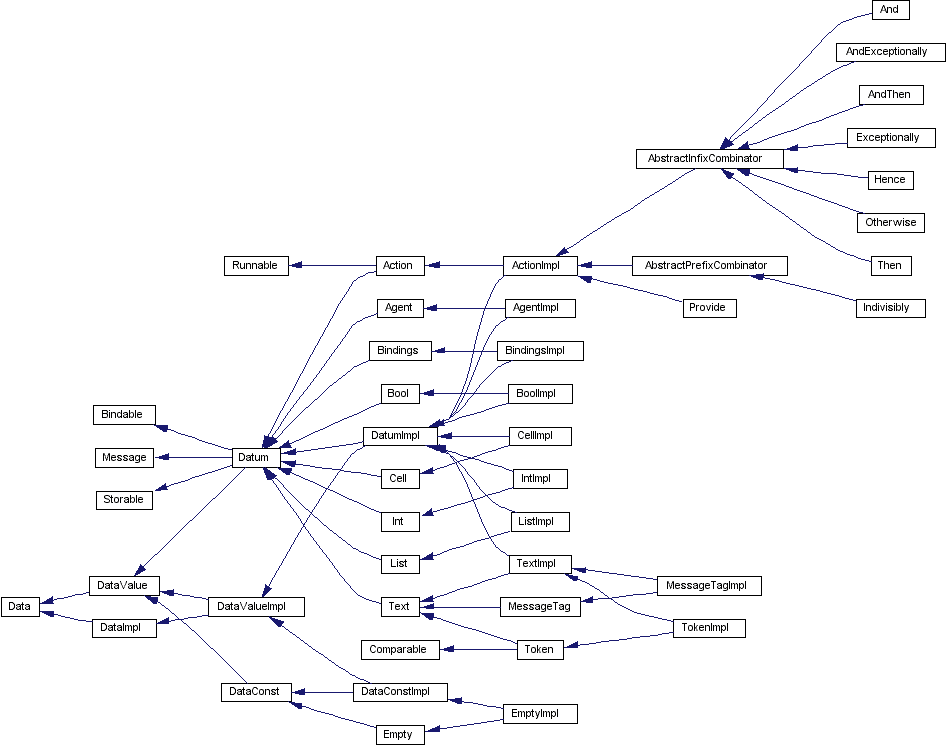 And
AndExceptionally
AndThen
Exceptionally
AbstractInfixCombinator
Hence
Otherwise
Runnable
Action
ActionImpl
AbstractPrefixCombinator
Then
Agent
AgentImpl
Provide
Indivisibly
Bindings
BindingsImpl
Bool
BoolImpl
Bindable
DatumImpl
CellImpl
Message
Datum
Cell
IntImpl
Storable
Int
ListImpl
List
TextImpl
DataValue
MessageTagImpl
Data
DataValueImpl
Text
MessageTag
DataImpl
TokenImpl
Comparable
Token
DataConst
DataConstImpl
EmptyImpl
Empty